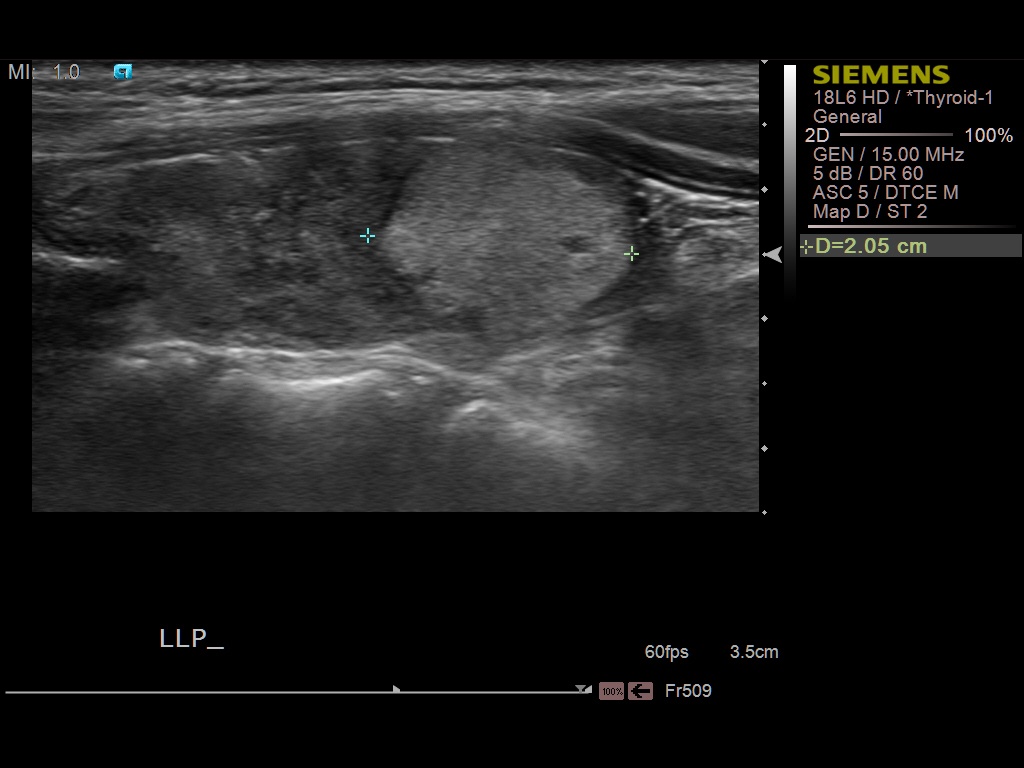 MI: 1.0
SIEMENS
18L6 HD / *Thyroid-1
General
2D 100%
GEN / 15.00 MHz
5 dB / DR 60
ASC 5 / DTCE M
Map D / ST 2
D=2.05 cm
LLP_
60fps 3.5cm
100% Fr509